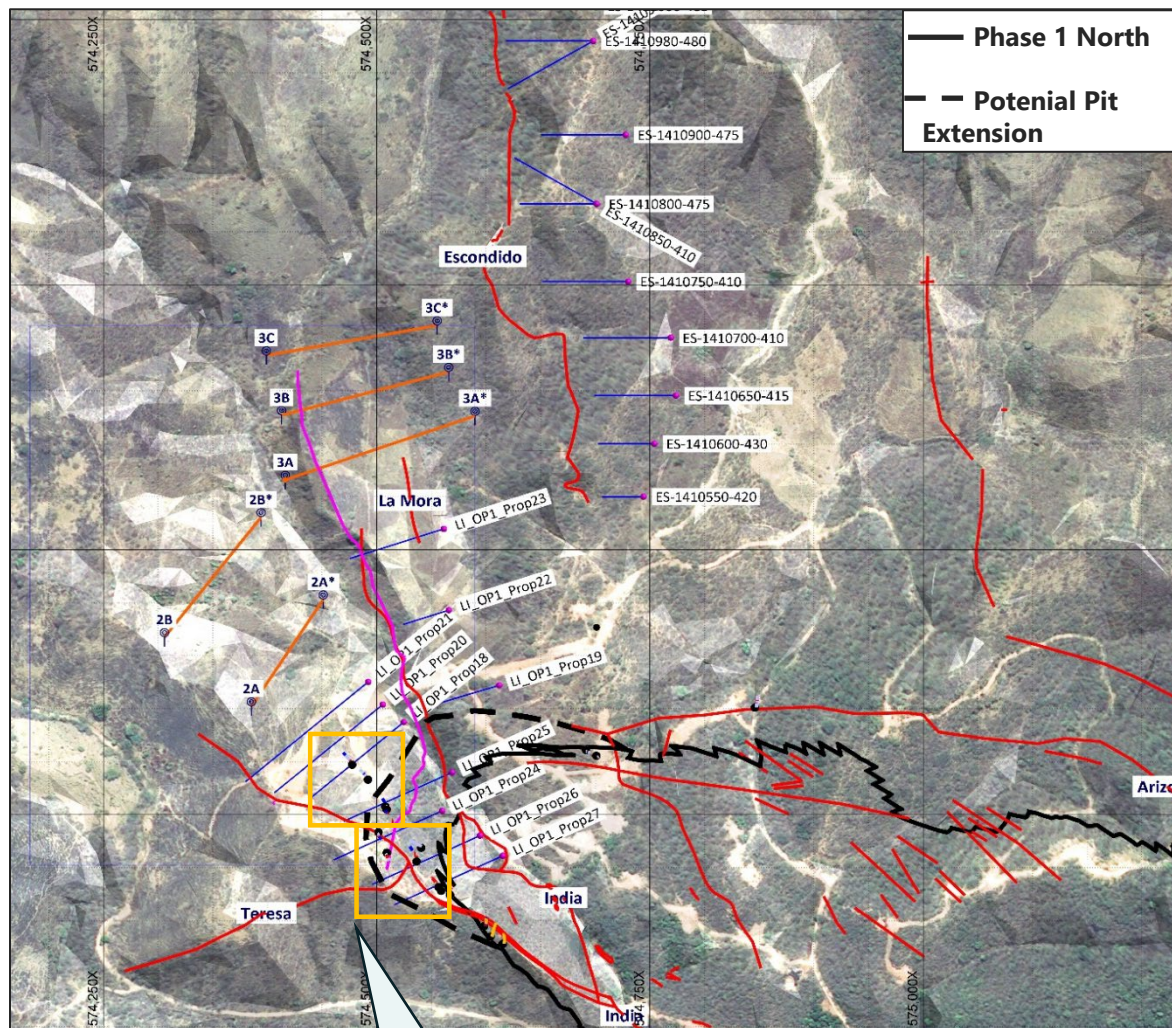 574.250X
574.500X
Phase 1 North
Potenial Pit
Extension
ES-1410980-480
ES-1410900-475
ES-1410800-475
ES-1410850-410
Escondido
ES-1410750-410
3C*
3C
ES-1410700-410
3B*
3B
3A*
ES-1410650-415
ES-1410600-430
3A
La Mora
ES-1410550-420
2B*
LI_OP1_Prop23
2A*
2B
LI_OP1_Prop22
LI_OP1_Prop21
LI_OP1_Prop20
LI_OP1_Prop18
LI_OP1_Prop19
2A
LI_OP1_Prop25
LI_OP1_Prop24
LI_OP1_Prop26
LI_OP1_Prop27
India
Teresa
574.250X
574.500X
574.750X
575.000X